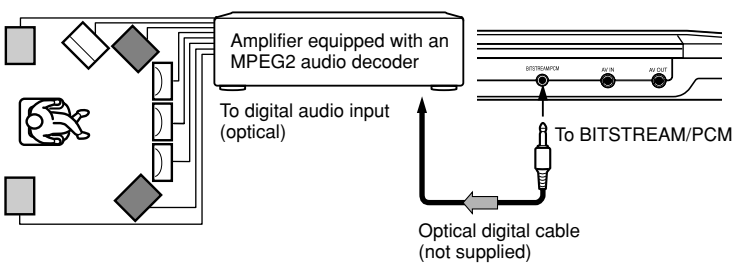 Amplifier equipped with an
MPEG2 audio decoder
BITSTREAM/PCM
AV IN
AV OUT
To digital audio input
(optical)
To BITSTREAM/PCM
Optical digital cable
(not supplied)